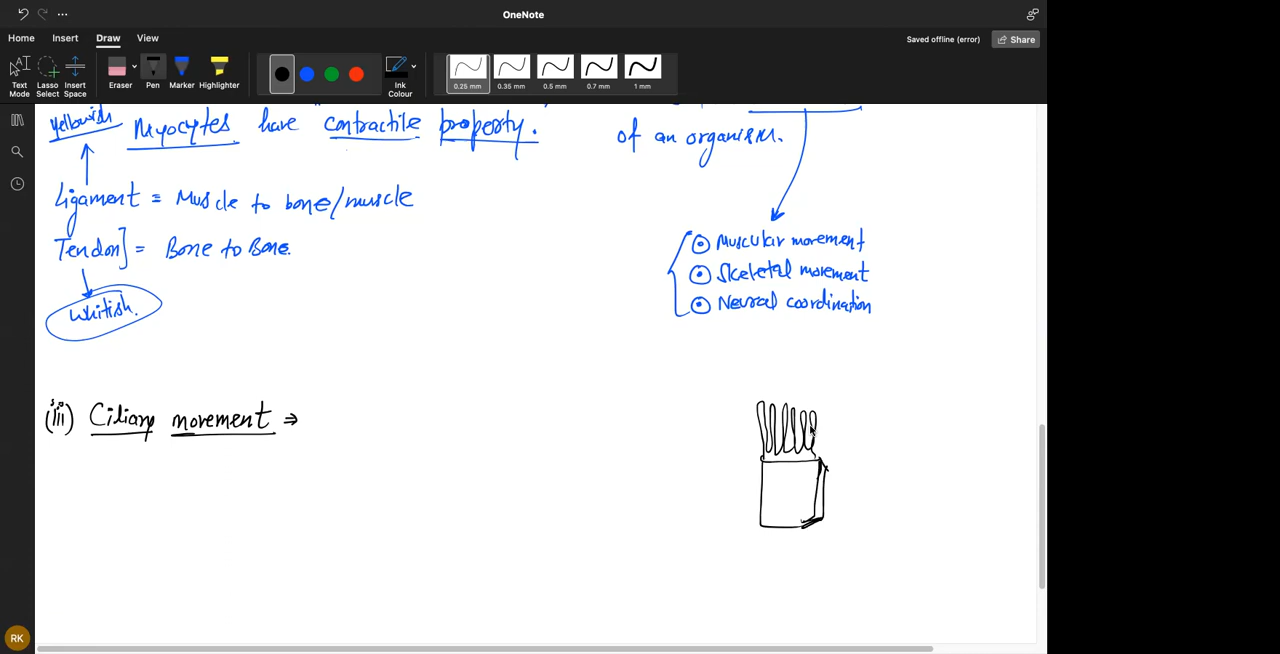 OneNote
Home Insert Draw View
Saved offline (error) Share
Text Mode Lasso Select Insert Space Eraser Pen Marker Highlighter 0.25 mm 0.35 mm 0.5 mm 0.7 mm 1 mm Ink Colour
yellowish Myocytes have contractile property.
of an organism.
Ligament = Muscle to bone/muscle
Tendon] = Bone to Bone.
Whitish.
Muscular movement
Skeletal movement
Neural coordination
(iii) Ciliary movement ⇒
RK